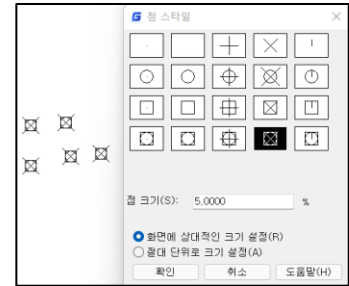 점 스타일
점 크기(S): 5.0000 %
화면에 상대적인 크기 설정(R)
절대 단위로 크기 설정(A)
확인 취소 도움말(H)